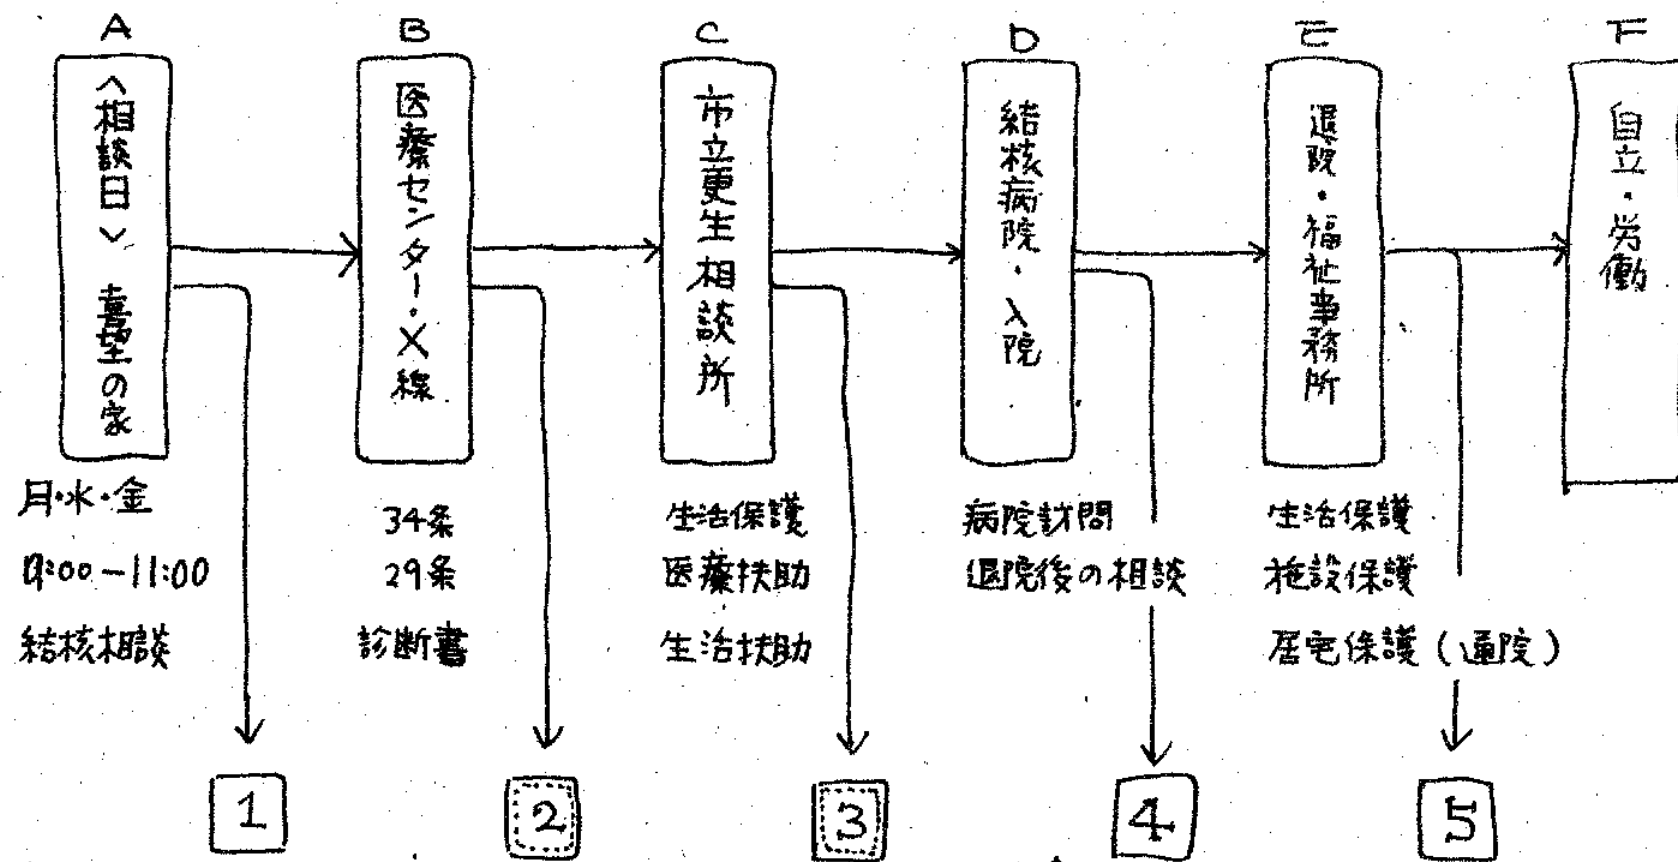 A
〈相談日〉 喜望の家
月・水・金
9:00-11:00
結核相談
B
医療センター・X線
34条
29条
診断書
C
市立更生相談所
生活保護
医療扶助
生活扶助
D
結核病院・入院
病院訪問
退院後の相談
E
退院・福祉事務所
生活保護
施設保護
居宅保護(通院)
F
自立・労働
1
2
3
4
5